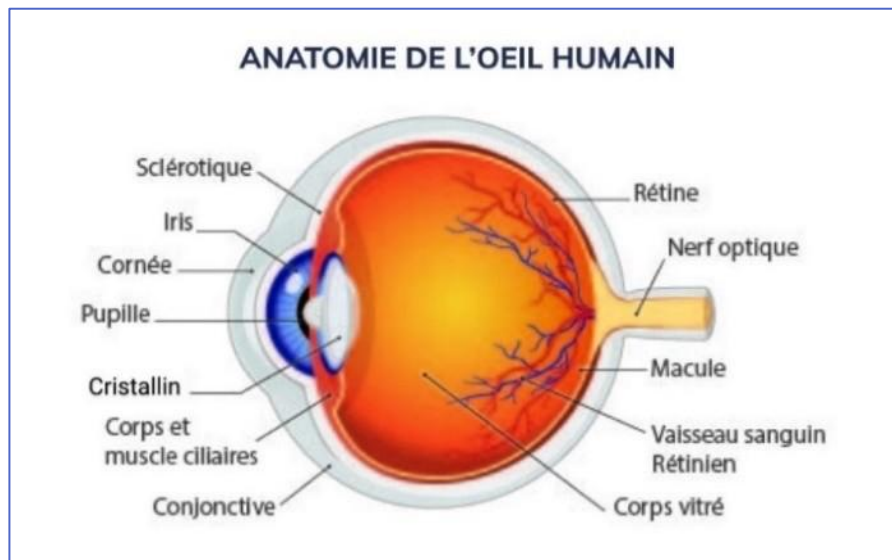 ANATOMIE DE L'OEIL HUMAIN
Sclérotique
Iris
Cornée
Pupille
Cristallin
Corps et
muscle ciliaires
Conjonctive
Rétine
Nerf optique
Macule
Vaisseau sanguin
Rétinien
Corps vitré